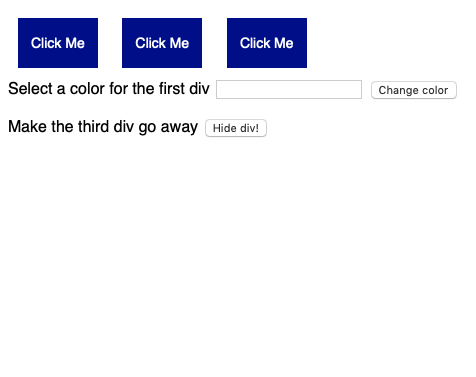 Click Me Click Me Click Me
Select a color for the first div Change color
Make the third div go away Hide div!